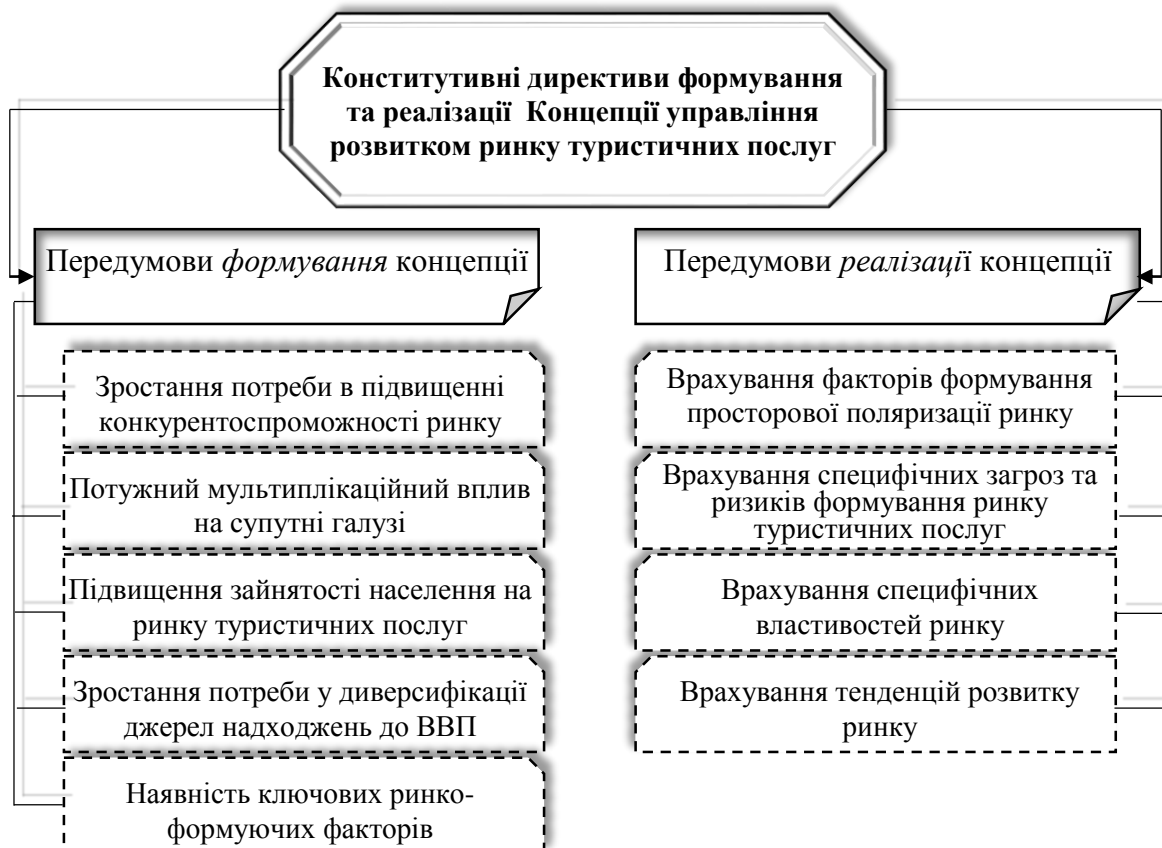 Конститутивні директиви формування
та реалізації Концепції управління
розвитком ринку туристичних послуг
Передумови формування концепції
Зростання потреби в підвищенні
конкурентоспроможності ринку
Потужний мультиплікаційний вплив
на супутні галузі
Підвищення зайнятості населення на
ринку туристичних послуг
Зростання потреби у диверсифікації
джерел надходжень до ВВП
Наявність ключових ринко-
формуючих факторів
Передумови реалізації концепції
Врахування факторів формування
просторової поляризації ринку
Врахування специфічних загроз та
ризиків формування ринку
туристичних послуг
Врахування специфічних
властивостей ринку
Врахування тенденцій розвитку
ринку